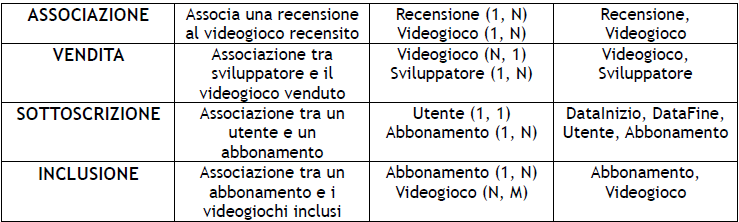 ASSOCIAZIONE
Associa una recensione
al videogioco recensito
Recensione (1, N)
Videogioco (1, N)
Recensione,
Videogioco
VENDITA
Associazione tra
sviluppatore e il
videogioco venduto
Videogioco (N, 1)
Sviluppatore (1, N)
Videogioco,
Sviluppatore
SOTTOSCRIZIONE
Associazione tra un
utente e un
abbonamento
Utente (1, 1)
Abbonamento (1, N)
DataInizio, DataFine,
Utente, Abbonamento
INCLUSIONE
Associazione tra un
abbonamento e i
videogiochi inclusi
Abbonamento (1, N)
Videogioco (N, M)
Abbonamento,
Videogioco